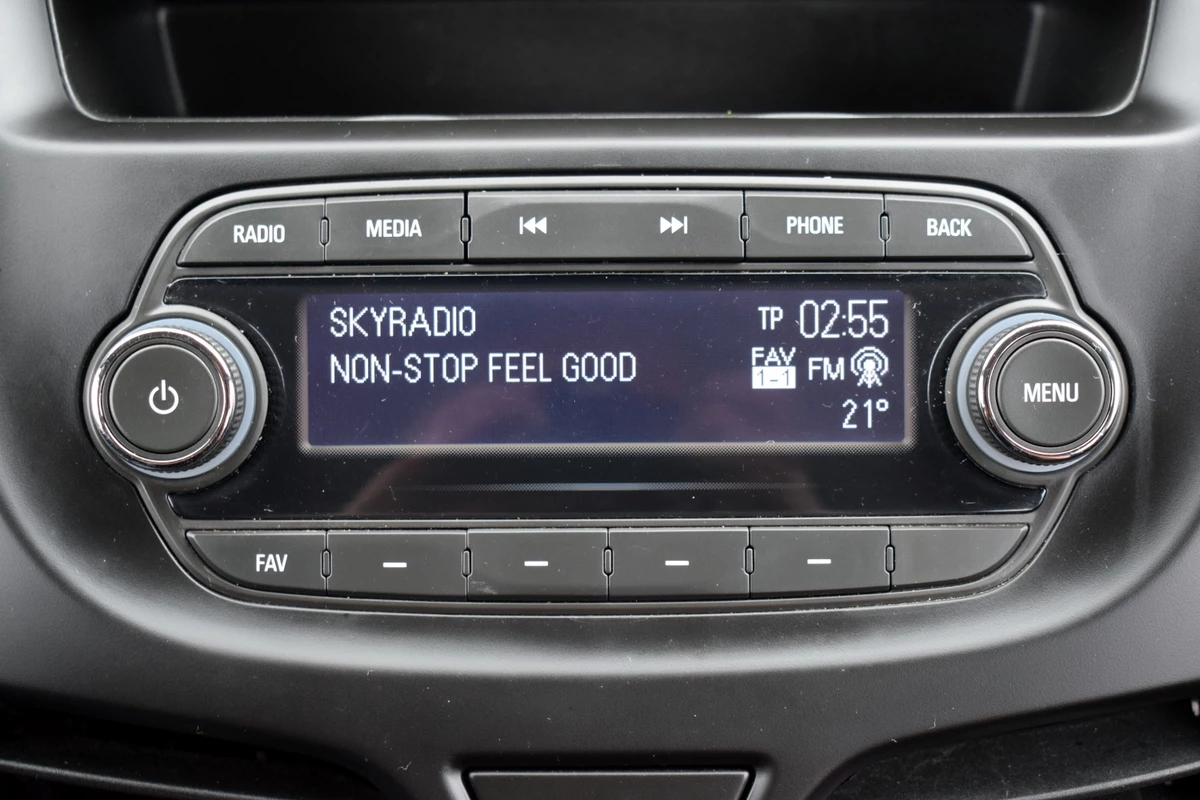 RADIO MEDIA PHONE BACK
SKYRADIO TP 02:55
NON-STOP FEEL GOOD FAV 1-1 FM
21°
MENU
FAV